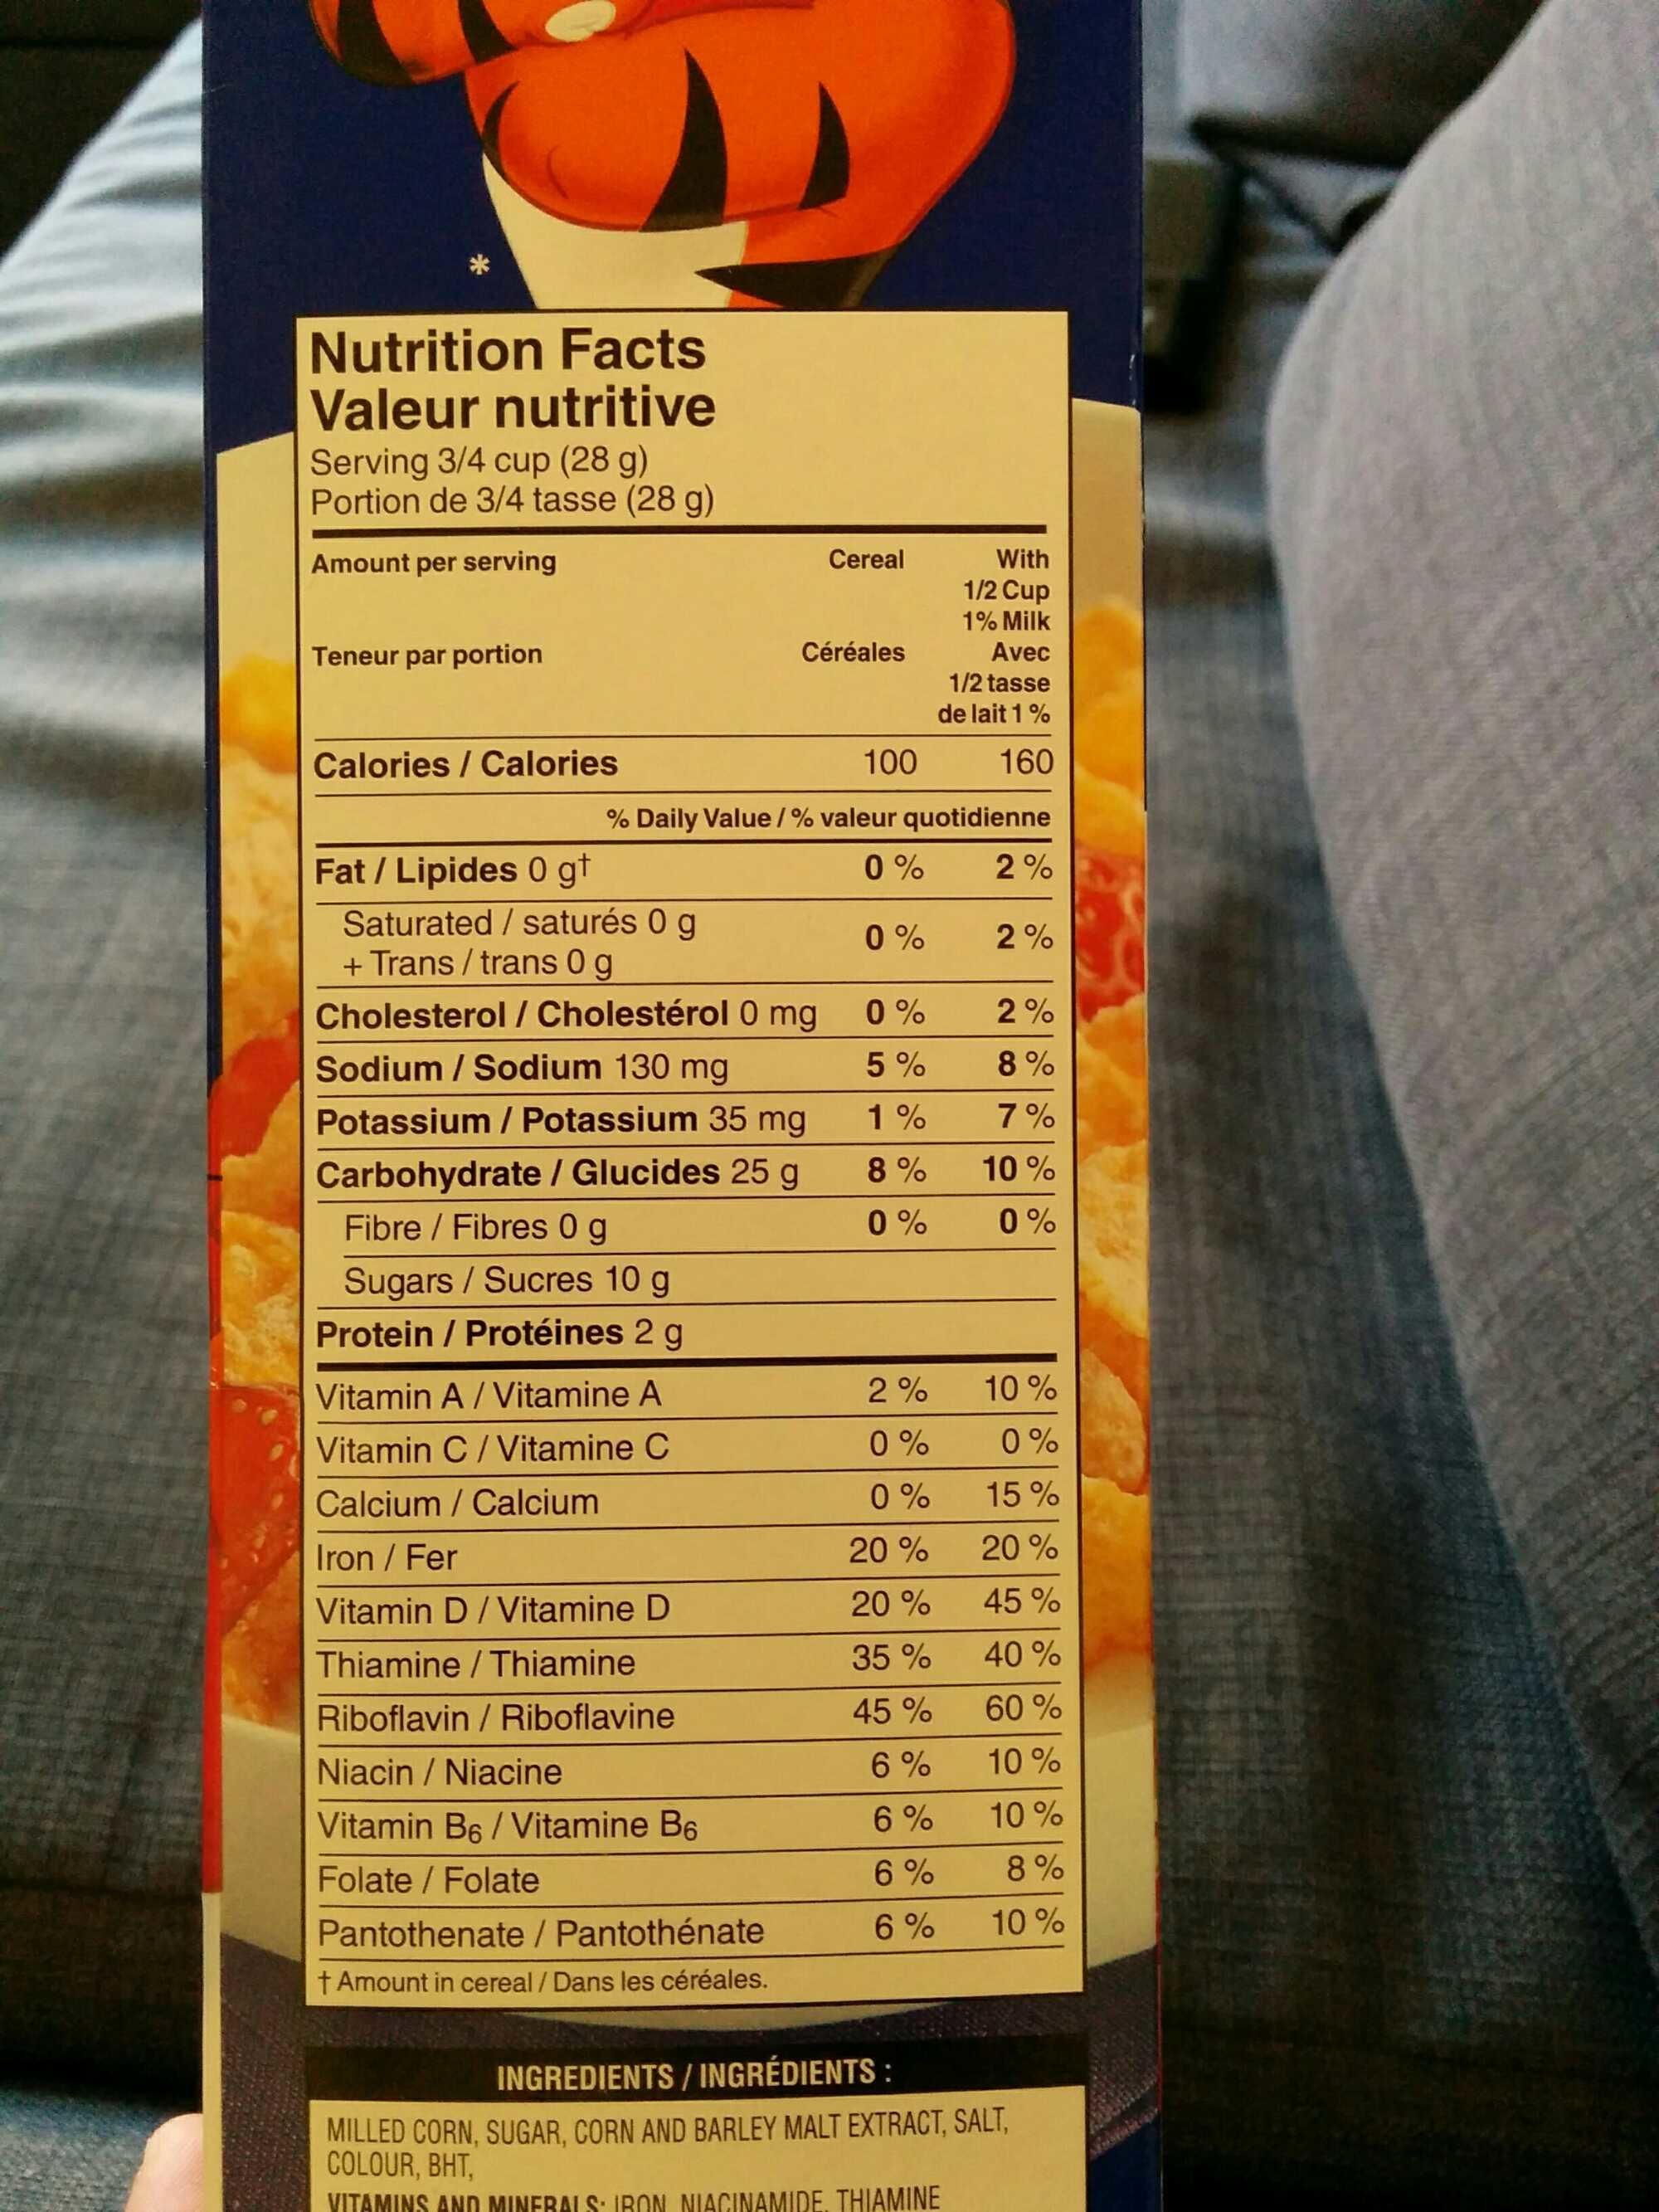 *
Nutrition Facts
Valeur nutritive
Serving 3/4 cup (28 g)
Portion de 3/4 tasse (28 g)
Amount per serving Cereal With
1/2 Cup
1% Milk
Teneur par portion Céréales Avec
1/2 tasse
de lait 1 %
Calories / Calories 100 160
% Daily Value / % valeur quotidienne
Fat / Lipides 0 g† 0 % 2 %
Saturated / saturés 0 g
+ Trans / trans 0 g 0 % 2 %
Cholesterol / Cholestérol 0 mg 0 % 2 %
Sodium / Sodium 130 mg 5 % 8 %
Potassium / Potassium 35 mg 1 % 7 %
Carbohydrate / Glucides 25 g 8 % 10 %
Fibre / Fibres 0 g 0 % 0 %
Sugars / Sucres 10 g
Protein / Protéines 2 g
Vitamin A / Vitamine A 2 % 10 %
Vitamin C / Vitamine C 0 % 0 %
Calcium / Calcium 0 % 15 %
Iron / Fer 20 % 20 %
Vitamin D / Vitamine D 20 % 45 %
Thiamine / Thiamine 35 % 40 %
Riboflavin / Riboflavine 45 % 60 %
Niacin / Niacine 6 % 10 %
Vitamin B6 / Vitamine B6 6 % 10 %
Folate / Folate 6 % 8 %
Pantothenate / Pantothénate 6 % 10 %
† Amount in cereal / Dans les céréales.
INGREDIENTS / INGRÉDIENTS :
MILLED CORN, SUGAR, CORN AND BARLEY MALT EXTRACT, SALT,
COLOUR, BHT,
VITAMINS AND MINERALS: IRON, NIACINAMIDE, THIAMINE